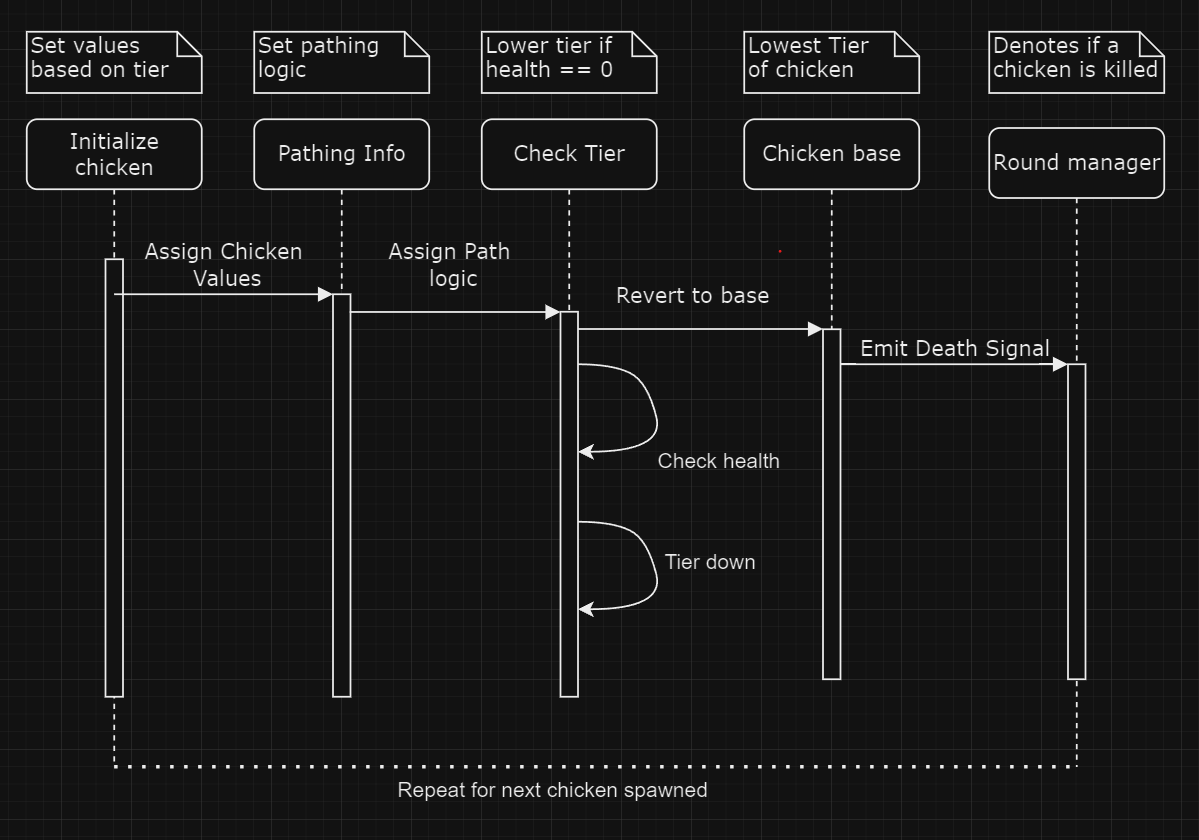 Set values
based on tier
Set pathing
logic
Lower tier if
health == 0
Lowest Tier
of chicken
Denotes if a
chicken is killed
Initialize
chicken
Pathing Info
Check Tier
Chicken base
Round manager
Assign Chicken
Values
Assign Path
logic
Revert to base
Emit Death Signal
Check health
Tier down
Repeat for next chicken spawned